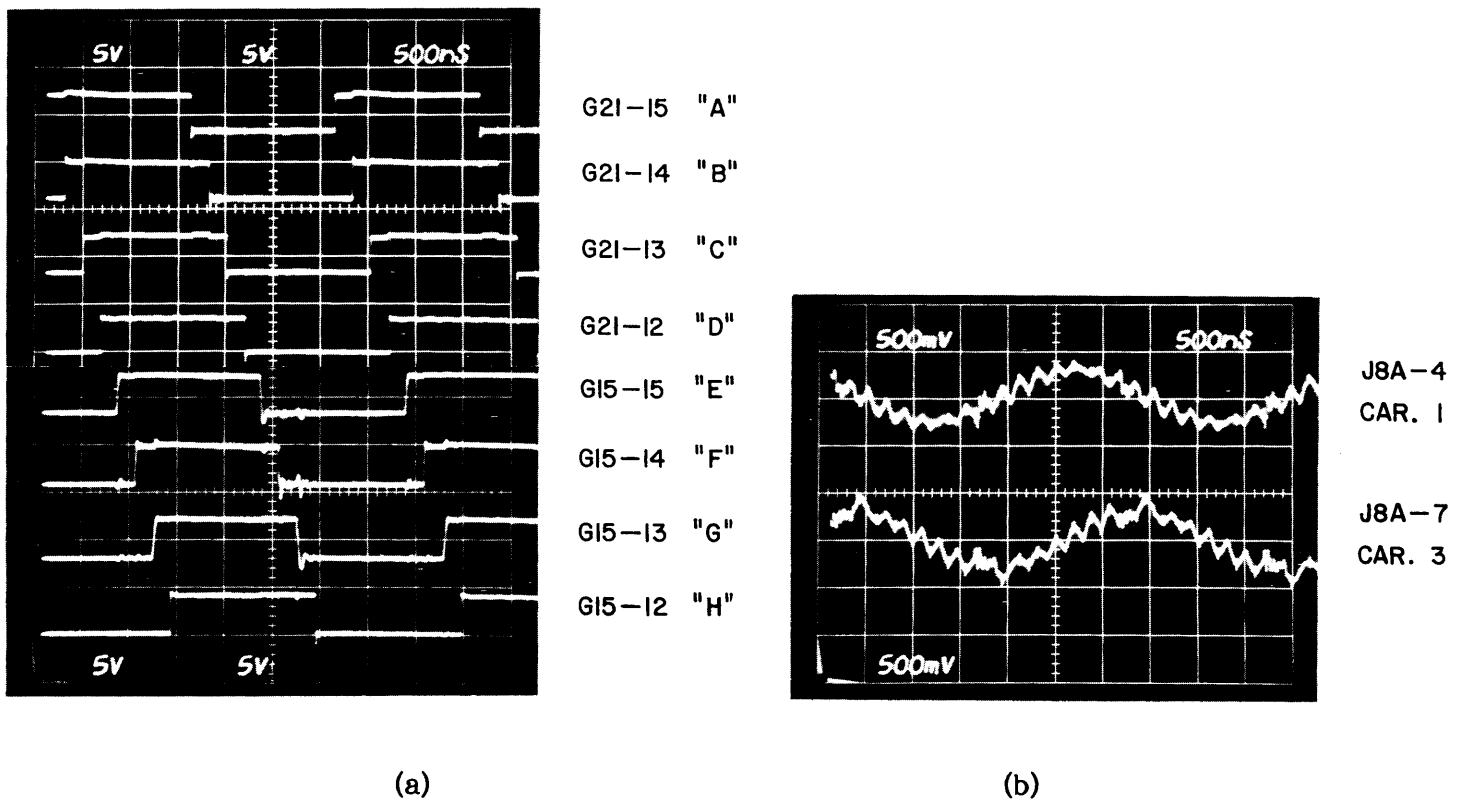 5V 5V 500nS
G21-15 "A"
G21-14 "B"
G21-13 "C"
G21-12 "D"
G15-15 "E"
G15-14 "F"
G15-13 "G"
G15-12 "H"
5V 5V
(a)
500mV 500nS
J8A-4
CAR. 1
J8A-7
CAR. 3
500mV
(b)